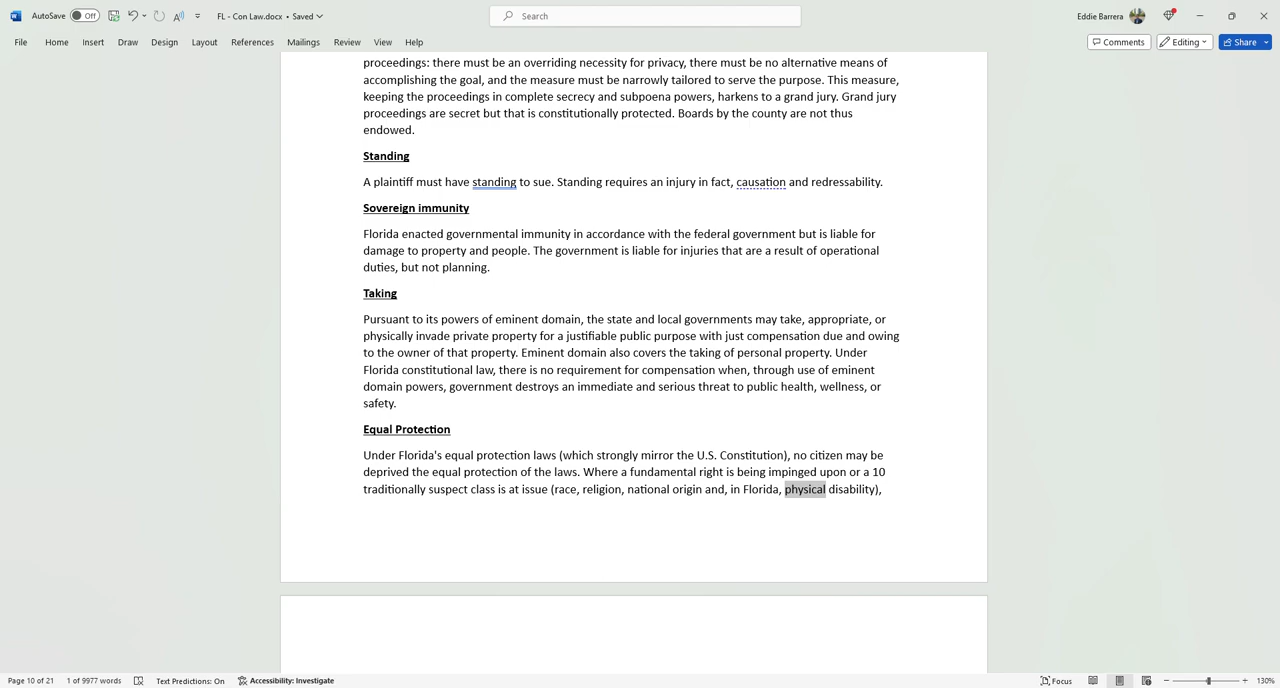 AutoSave Off FL - Con Law.docx • Saved Search Eddie Barrera
File Home Insert Draw Design Layout References Mailings Review View Help Comments Editing Share
proceedings: there must be an overriding necessity for privacy, there must be no alternative means of
accomplishing the goal, and the measure must be narrowly tailored to serve the purpose. This measure,
keeping the proceedings in complete secrecy and subpoena powers, harkens to a grand jury. Grand jury
proceedings are secret but that is constitutionally protected. Boards by the county are not thus
endowed.
Standing
A plaintiff must have standing to sue. Standing requires an injury in fact, causation and redressability.
Sovereign immunity
Florida enacted governmental immunity in accordance with the federal government but is liable for
damage to property and people. The government is liable for injuries that are a result of operational
duties, but not planning.
Taking
Pursuant to its powers of eminent domain, the state and local governments may take, appropriate, or
physically invade private property for a justifiable public purpose with just compensation due and owing
to the owner of that property. Eminent domain also covers the taking of personal property. Under
Florida constitutional law, there is no requirement for compensation when, through use of eminent
domain powers, government destroys an immediate and serious threat to public health, wellness, or
safety.
Equal Protection
Under Florida's equal protection laws (which strongly mirror the U.S. Constitution), no citizen may be
deprived the equal protection of the laws. Where a fundamental right is being impinged upon or a 10
traditionally suspect class is at issue (race, religion, national origin and, in Florida, physical disability),
Page 10 of 21 1 of 9977 words Text Predictions: On Accessibility: Investigate Focus 130%